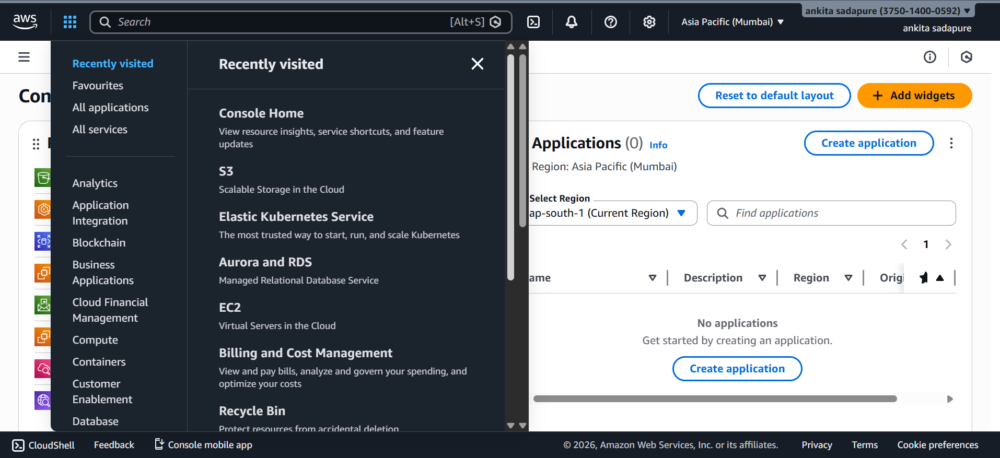 aws
Search
[Alt+S]
Asia Pacific (Mumbai)
ankita sadapure (3750-1400-0592)
ankita sadapure
Recently visited
Favourites
All applications
All services
Analytics
Application
Integration
Blockchain
Business
Applications
Cloud Financial
Management
Compute
Containers
Customer
Enablement
Database
Recently visited
Console Home
View resource insights, service shortcuts, and feature
updates
S3
Scalable Storage in the Cloud
Elastic Kubernetes Service
The most trusted way to start, run, and scale Kubernetes
Aurora and RDS
Managed Relational Database Service
EC2
Virtual Servers in the Cloud
Billing and Cost Management
View and pay bills, analyze and govern your spending, and
optimize your costs
Recycle Bin
Protect resources from accidental deletion
Con
Reset to default layout
+ Add widgets
Applications (0) Info
Create application
Region: Asia Pacific (Mumbai)
Select Region
ap-south-1 (Current Region)
Find applications
1
ame
Description
Region
Origi
No applications
Get started by creating an application.
Create application
CloudShell
Feedback
Console mobile app
© 2026, Amazon Web Services, Inc. or its affiliates.
Privacy
Terms
Cookie preferences